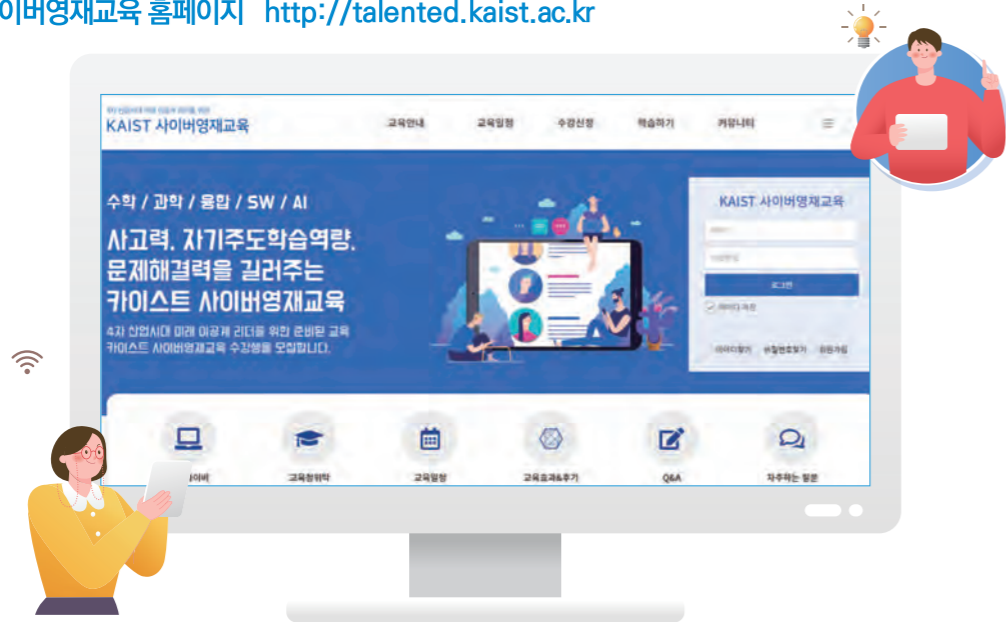 이버영재교육 홈페이지 http://talented.kaist.ac.kr
KAIST 사이버영재교육
교육안내 교육일정 수강신청 학습하기 커뮤니티
수학 / 과학 / 융합 / SW / AI
사고력, 자기주도학습역량,
문제해결력을 길러주는
카이스트 사이버영재교육
4차 산업시대 미래 이공계 리더를 위한 준비된 교육
카이스트 사이버영재교육 수강생을 모집합니다.
KAIST 사이버영재교육
로그인
아이디찾기 비밀번호찾기 회원가입
교육청위탁 교육일정 교육효과&후기 Q&A 자주하는 질문